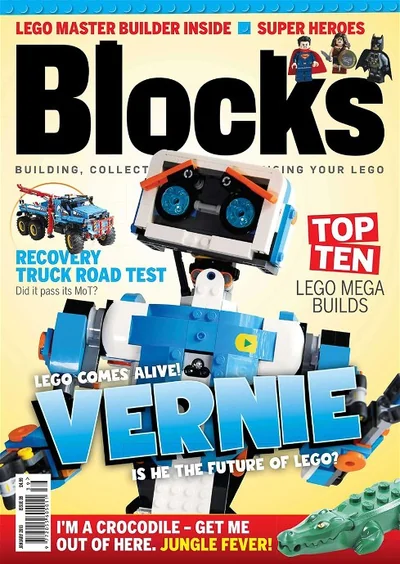 LEGO MASTER BUILDER INSIDE SUPER HEROES
Blocks
BUILDING, COLLECT
SING YOUR LEGO
RECOVERY
TRUCK ROAD TEST
Did it pass its MoT?
TOP
TEN
LEGO MEGA
BUILDS
LEGO COMES ALIVE!
VERNIE
IS HE THE FUTURE OF LEGO?
I'M A CROCODILE – GET ME
OUT OF HERE. JUNGLE FEVER!